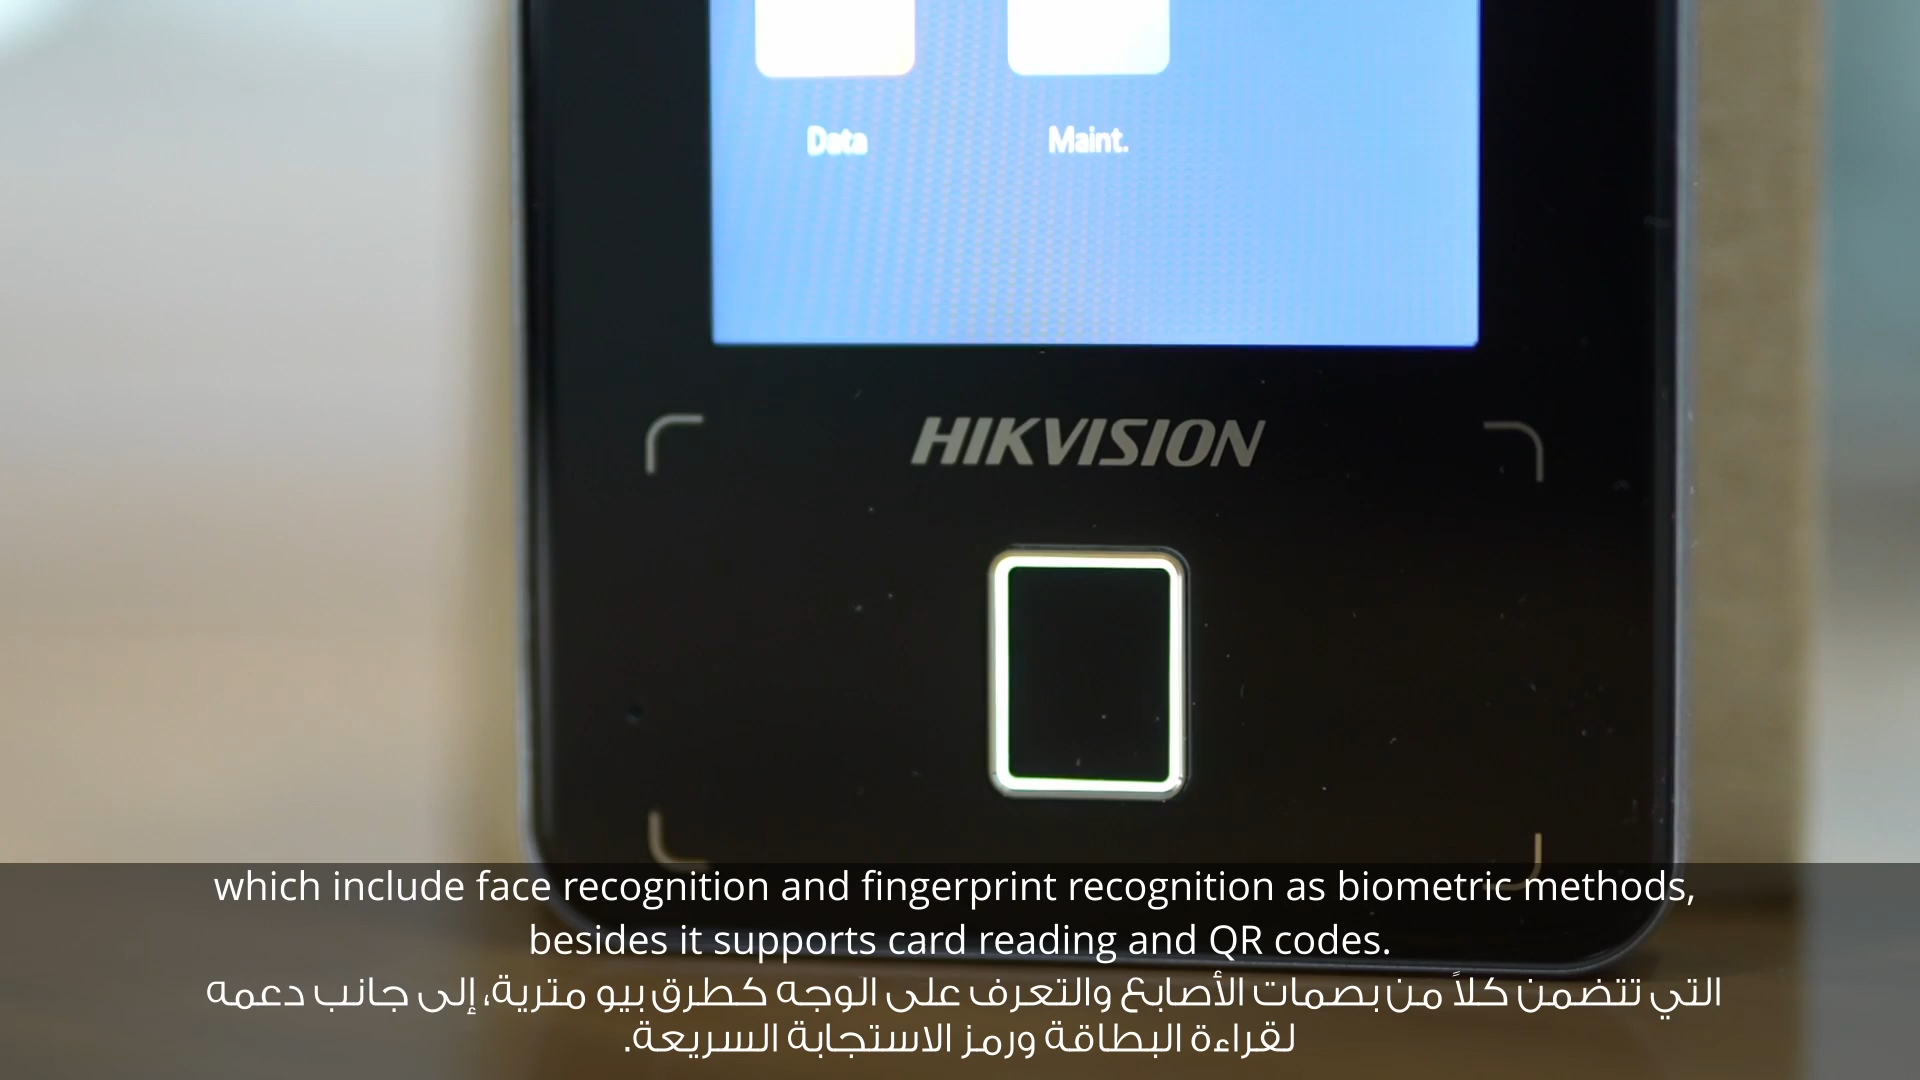 Data
Maint.
HIKVISION
which include face recognition and fingerprint recognition as biometric methods,
besides it supports card reading and QR codes.
التي تتضمن كلاً من بصمات الأصابع والتعرف على الوجه كطرق بيو مترية، إلى جانب دعمه
لقراءة البطاقة ورمز الاستجابة السريعة.